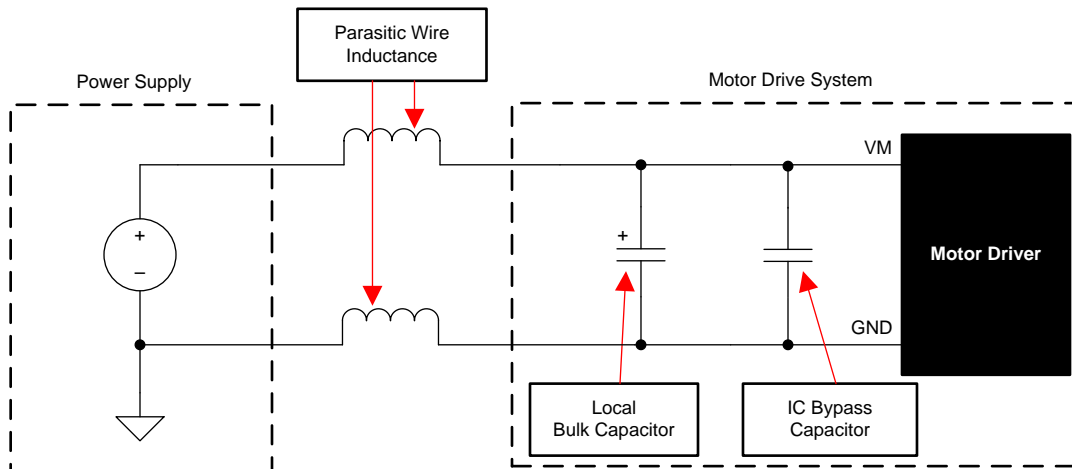 Parasitic Wire
Inductance
Power Supply
Motor Drive System
VM
+
–
+
Motor Driver
GND
Local
Bulk Capacitor
IC Bypass
Capacitor